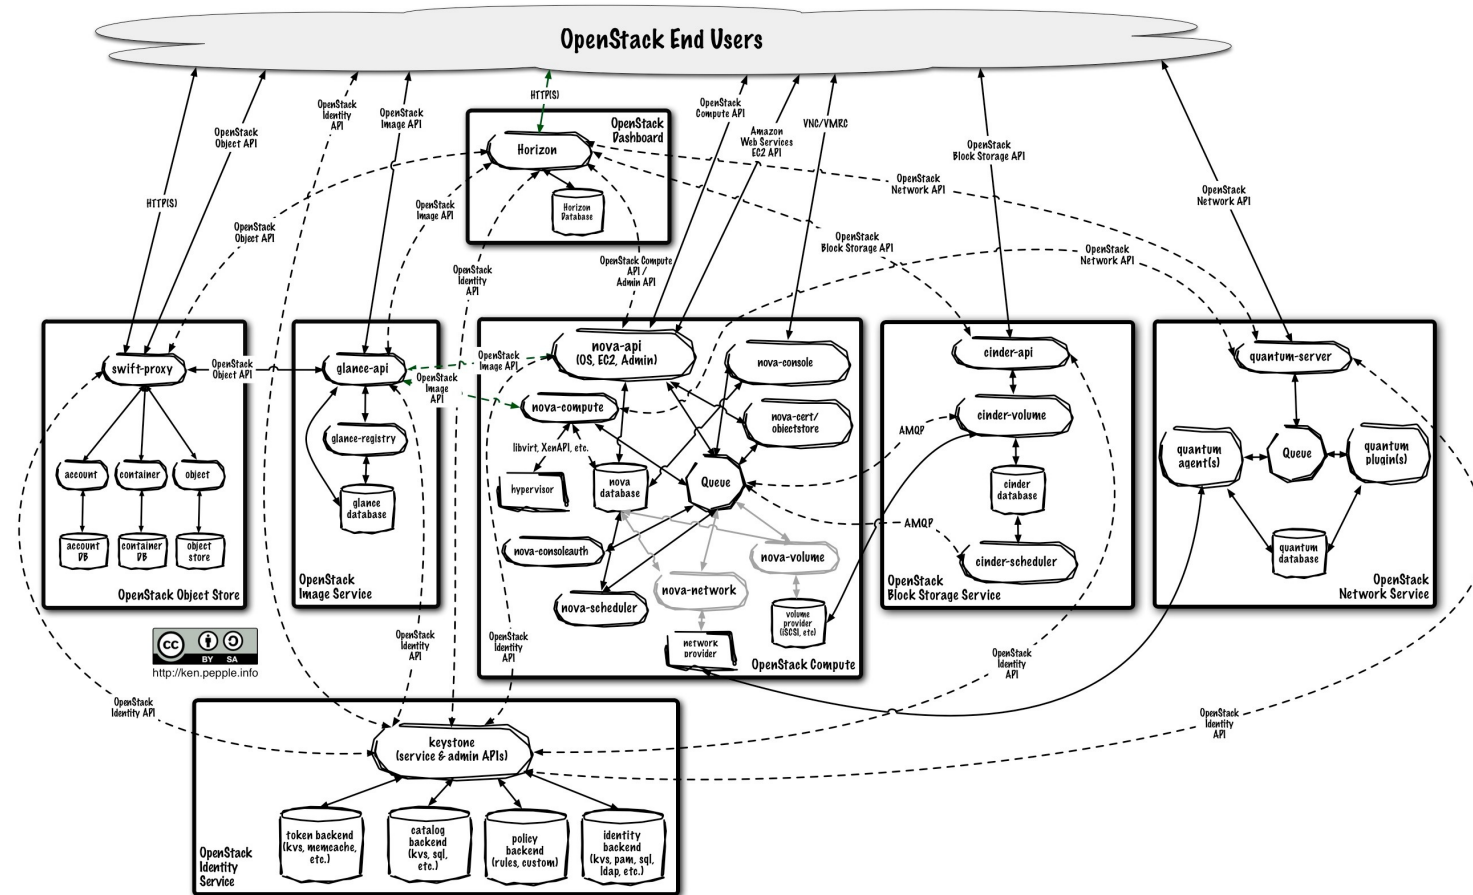 OpenStack End Users
HTTP(S)
OpenStack
Object API
OpenStack
Identity
API
OpenStack
Image API
HTTP(S)
OpenStack
Compute API
Amazon
Web Services
EC2 API
VNC/VMRC
OpenStack
Block Storage API
OpenStack
Network API
OpenStack
Dashboard
Horizon
Horizon
Database
OpenStack
Object API
OpenStack
Image API
OpenStack
Identity
API
OpenStack Compute
API /
Admin API
OpenStack
Block Storage API
OpenStack
Network API
OpenStack
Network API
swift-proxy
account
container
object
account
DB
container
DB
object
store
OpenStack Object Store
OpenStack
Object API
glance-api
glance-registry
glance
database
OpenStack
Image Service
OpenStack
Image API
OpenStack
Image
API
nova-api
(OS, EC2, Admin)
nova-console
nova-compute
nova-cert/
objectstore
libvirt, XenAPI, etc.
hypervisor
nova
database
Queue
nova-consoleauth
nova-volume
nova-network
nova-scheduler
volume
provider
(iSCSI, etc)
network
provider
OpenStack Compute
AMQP
AMQP
cinder-api
cinder-volume
cinder
database
cinder-scheduler
OpenStack
Block Storage Service
quantum-server
quantum
agent(s)
Queue
quantum
plugin(s)
quantum
database
OpenStack
Network Service
cc
BY SA
http://ken.pepple.info
OpenStack
Identity API
OpenStack
Identity
API
OpenStack
Identity
API
OpenStack
Identity
API
OpenStack
Identity
API
keystone
(service & admin APIs)
token backend
(kvs, memcache,
etc.)
catalog
backend
(kvs, sql,
etc.)
policy
backend
(rules, custom)
identity
backend
(kvs, pam, sql,
ldap, etc.)
OpenStack
Identity
Service